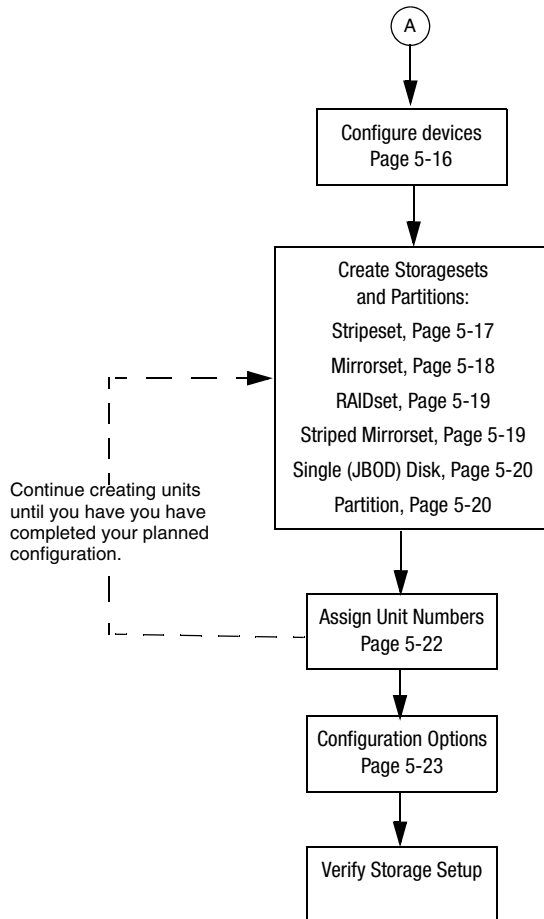 A
Configure devices
Page 5-16
Create Storagesets
and Partitions:
Stripeset, Page 5-17
Mirrorset, Page 5-18
RAIDset, Page 5-19
Striped Mirrorset, Page 5-19
Single (JBOD) Disk, Page 5-20
Partition, Page 5-20
Continue creating units
until you have you have
completed your planned
configuration.
Assign Unit Numbers
Page 5-22
Configuration Options
Page 5-23
Verify Storage Setup